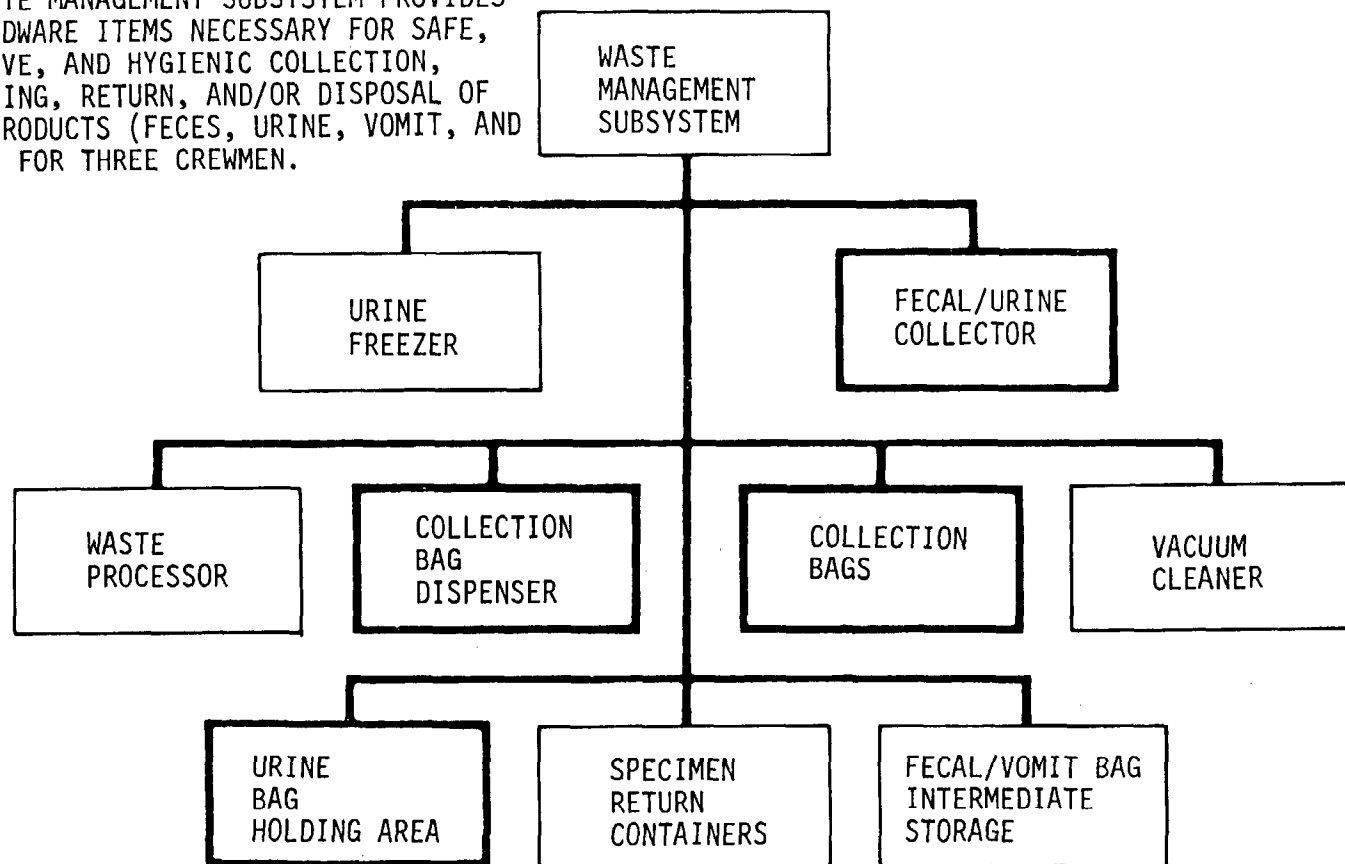 TE MANAGEMENT SUBSYSTEM PROVIDES
DWARE ITEMS NECESSARY FOR SAFE,
VE, AND HYGIENIC COLLECTION,
ING, RETURN, AND/OR DISPOSAL OF
RODUCTS (FECES, URINE, VOMIT, AND
FOR THREE CREWMEN.
WASTE
MANAGEMENT
SUBSYSTEM
URINE
FREEZER
FECAL/URINE
COLLECTOR
WASTE
PROCESSOR
COLLECTION
BAG
DISPENSER
COLLECTION
BAGS
VACUUM
CLEANER
URINE
BAG
HOLDING AREA
SPECIMEN
RETURN
CONTAINERS
FECAL/VOMIT BAG
INTERMEDIATE
STORAGE